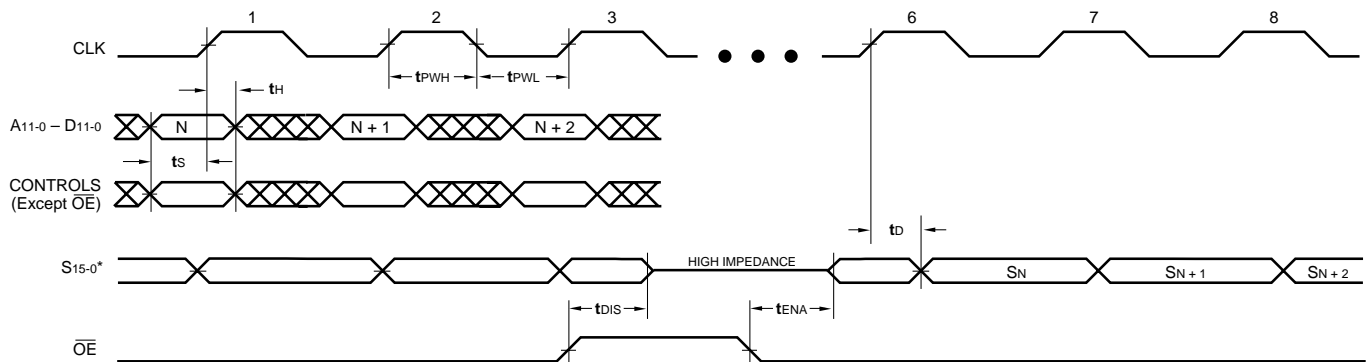 1 2 3 6 7 8
CLK
tPWH tPWL
tH
A11-0 – D11-0
N N + 1 N + 2
tS
CONTROLS
(Except OE)
tD
S15-0*
HIGH IMPEDANCE
SN SN + 1 SN + 2
tDIS tENA
OE